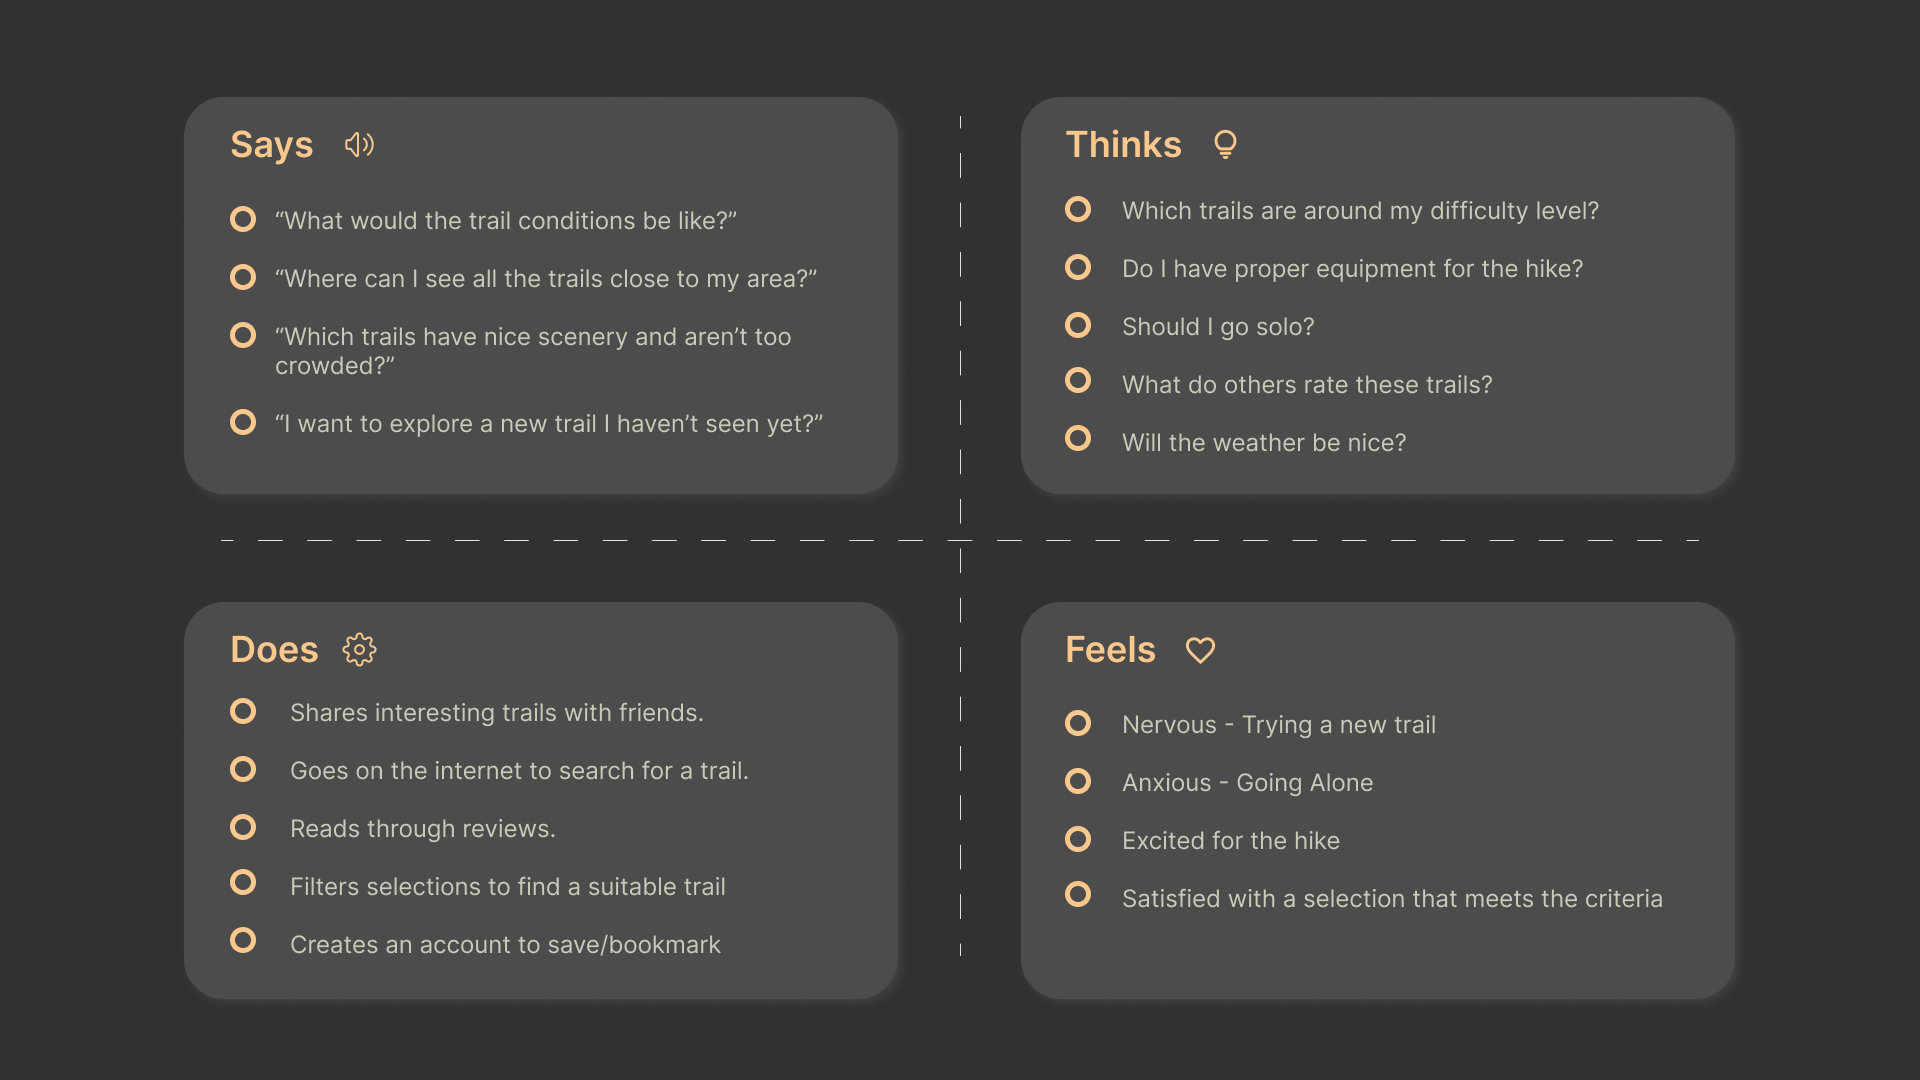 Says
“What would the trail conditions be like?”
“Where can I see all the trails close to my area?”
“Which trails have nice scenery and aren’t too
crowded?”
“I want to explore a new trail I haven’t seen yet?”
Thinks
Which trails are around my difficulty level?
Do I have proper equipment for the hike?
Should I go solo?
What do others rate these trails?
Will the weather be nice?
Does
Shares interesting trails with friends.
Goes on the internet to search for a trail.
Reads through reviews.
Filters selections to find a suitable trail
Creates an account to save/bookmark
Feels
Nervous - Trying a new trail
Anxious - Going Alone
Excited for the hike
Satisfied with a selection that meets the criteria